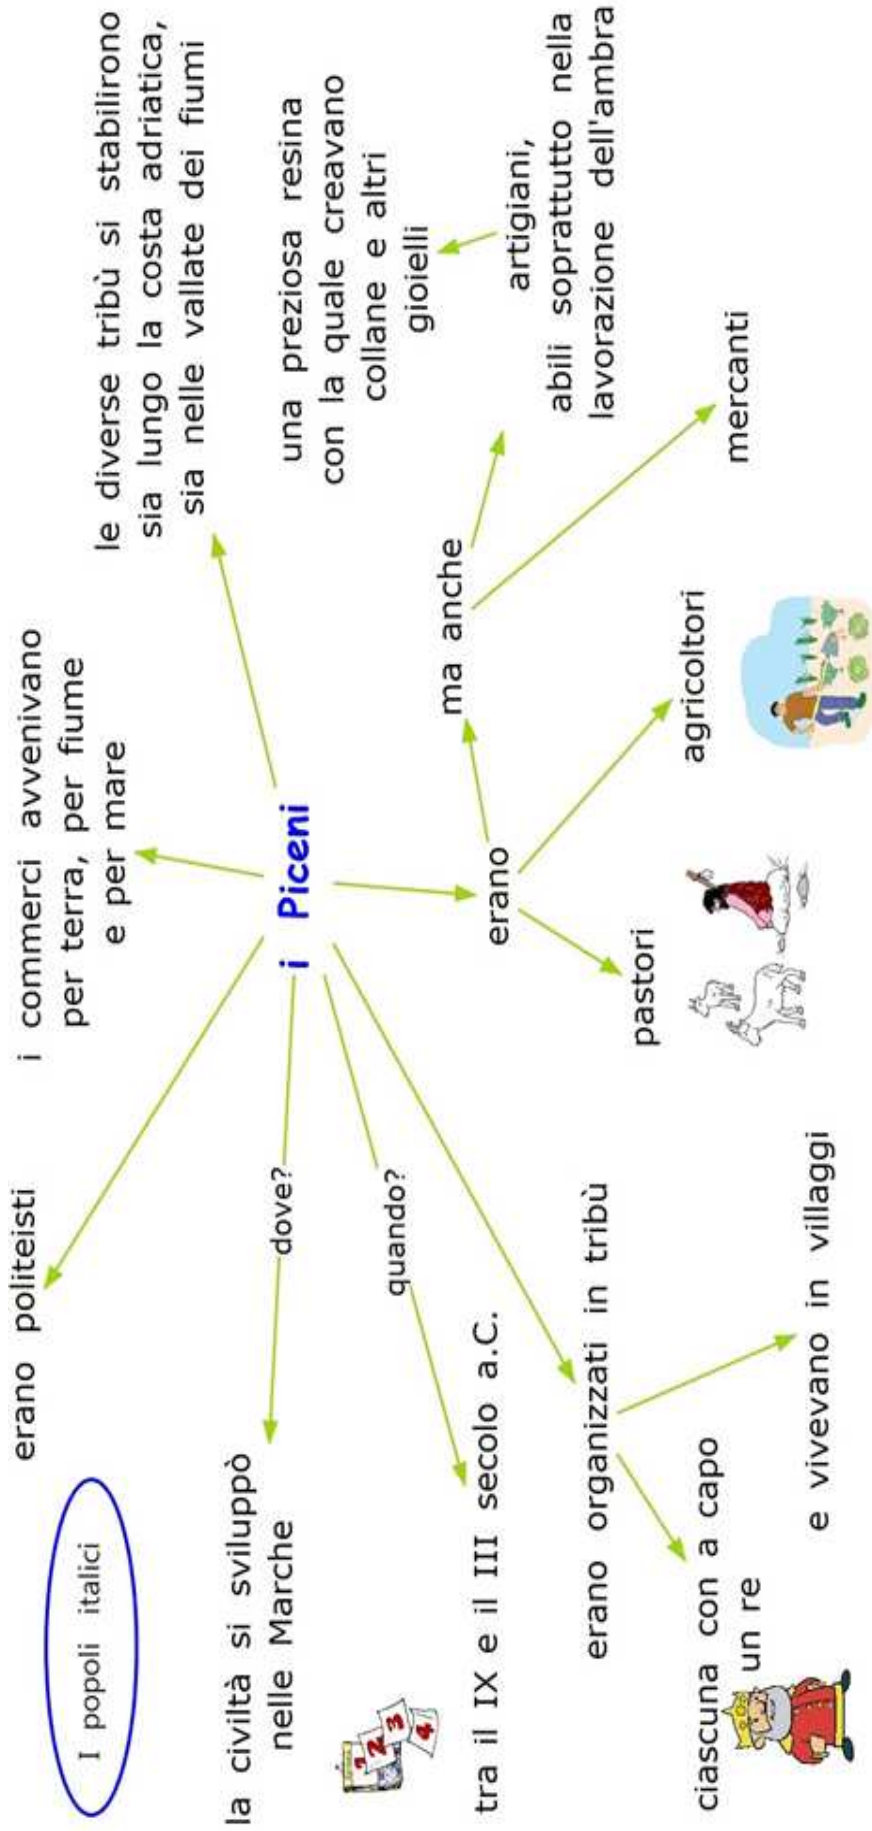 I popoli italici
erano politeisti
i commerci avvenivano
per terra, per fiume
e per mare
le diverse tribù si stabilirono
sia lungo la costa adriatica,
sia nelle vallate dei fiumi
i Piceni
dove?
la civiltà si sviluppò
nelle Marche
quando?
tra il IX e il III secolo a.C.
1
2
3
4
erano organizzati in tribù
ciascuna con a capo
un re
e vivevano in villaggi
erano
pastori
agricoltori
ma anche
artigiani,
abili soprattutto nella
lavorazione dell'ambra
una preziosa resina
con la quale creavano
collane e altri
gioielli
mercanti